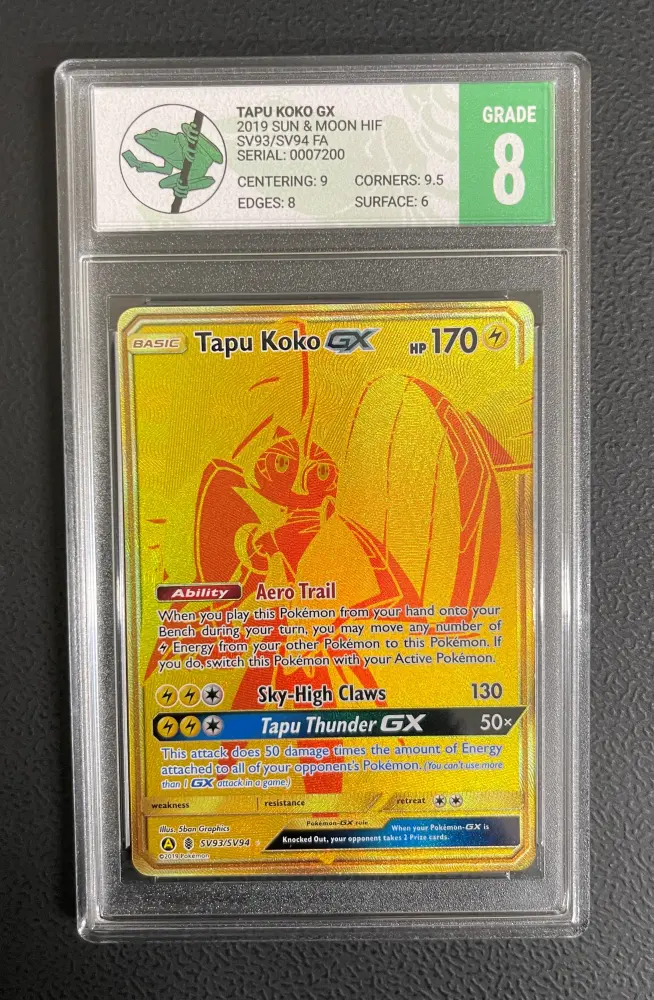 TAPU KOKO GX
2019 SUN & MOON HIF
SV93/SV94 FA
SERIAL: 0007200
CENTERING: 9 CORNERS: 9.5
EDGES: 8 SURFACE: 6
GRADE
8
BASIC Tapu Koko GX HP 170
Ability Aero Trail
When you play this Pokémon from your hand onto your
Bench during your turn, you may move any number of
Energy from your other Pokémon to this Pokémon. If
you do, switch this Pokémon with your Active Pokémon.
Sky-High Claws 130
Tapu Thunder GX 50×
This attack does 50 damage times the amount of Energy
attached to all of your opponent's Pokémon. (You can't use more
than 1 GX attack in a game.)
weakness resistance retreat
Illus. 5ban Graphics
Pokémon-GX rule
When your Pokémon-GX is
Knocked Out, your opponent takes 2 Prize cards.
A SV93/SV94
©2019 Pokémon